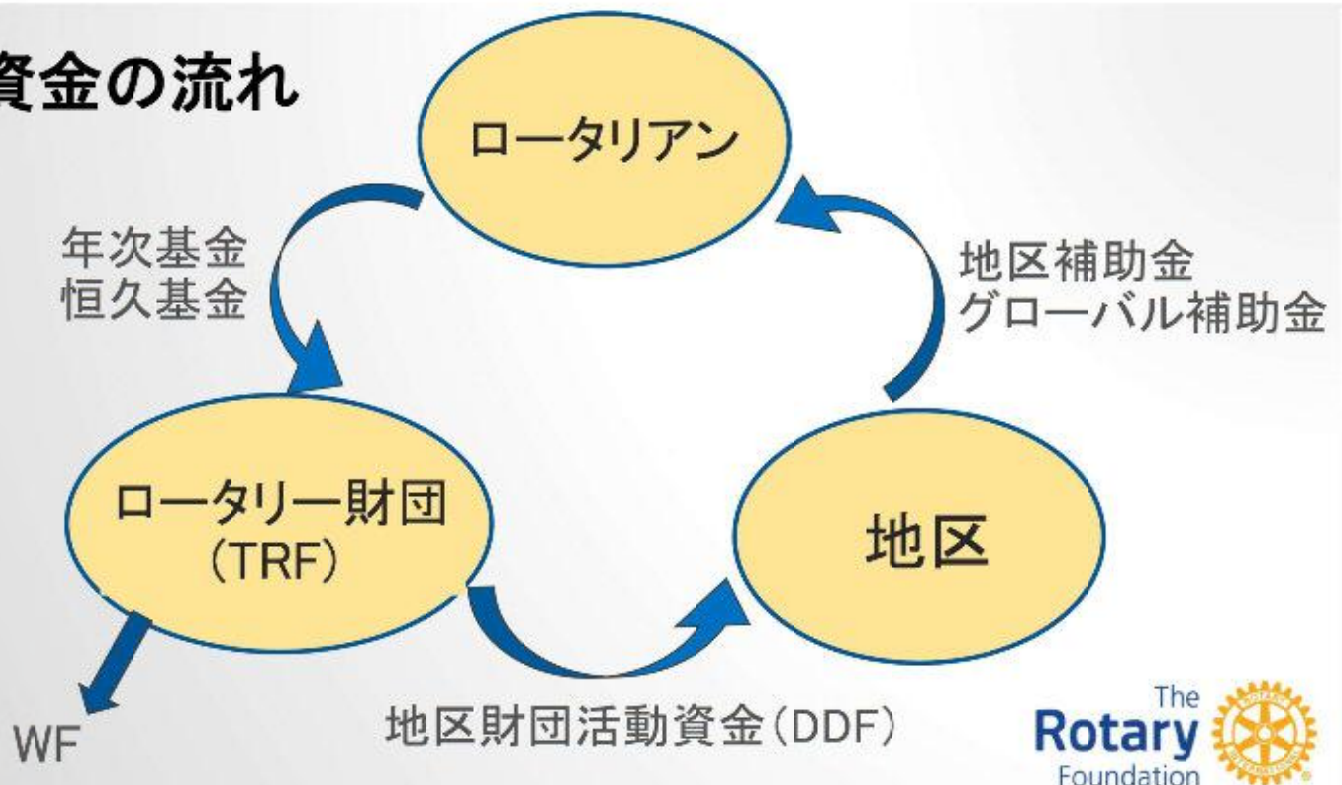 資金の流れ
ロータリアン
年次基金
恒久基金
地区補助金
グローバル補助金
ロータリー財団
(TRF)
地区
WF
地区財団活動資金(DDF)
The
Rotary
Foundation
ROTARY
INTERNATIONAL